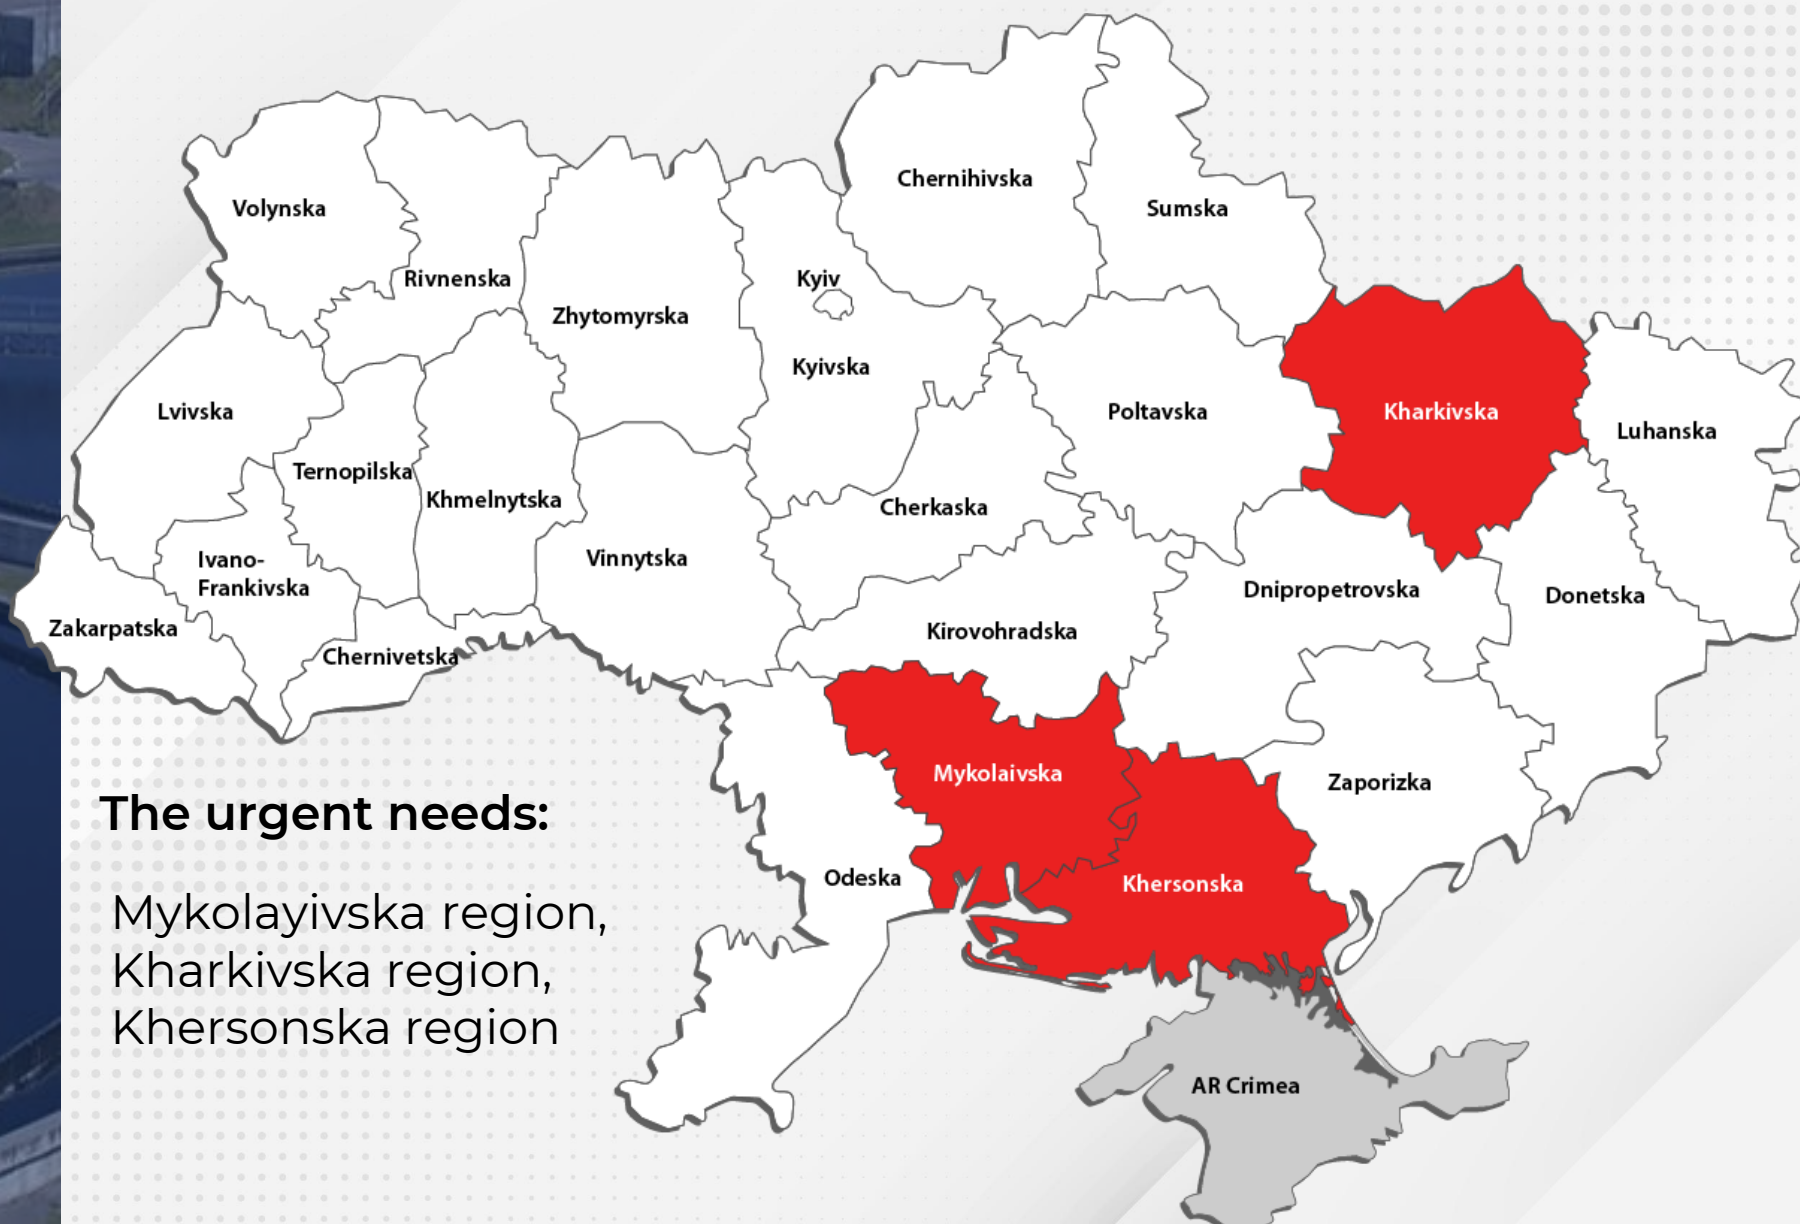 Chernihivska
Volynska
Sumska
Rivnenska
Kyiv
Zhytomyrska
Kyivska
Lvivska
Poltavska
Kharkivska
Luhanska
Ternopilska
Khmelnytska
Cherkaska
Ivano-
Frankivska
Vinnytska
Dnipropetrovska
Donetska
Zakarpatska
Kirovohradska
Chernivetska
Mykolaivska
Zaporizka
Odeska
Khersonska
AR Crimea
The urgent needs:
Mykolayivska region,
Kharkivska region,
Khersonska region